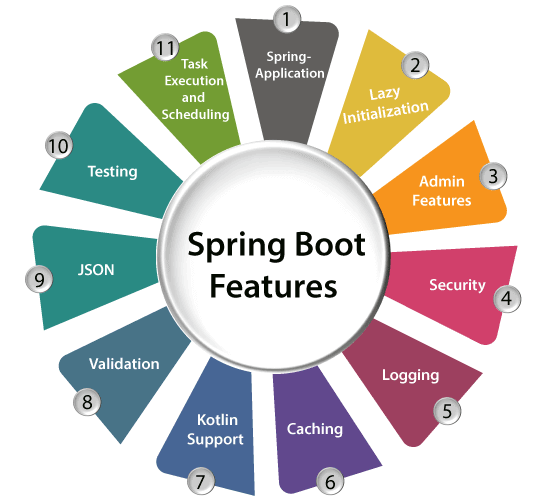 Spring Boot
Features
1
Spring-
Application
2
Lazy
Initialization
3
Admin
Features
4
Security
5
Logging
6
Caching
7
Kotlin
Support
8
Validation
9
JSON
10
Testing
11
Task
Execution
and
Scheduling